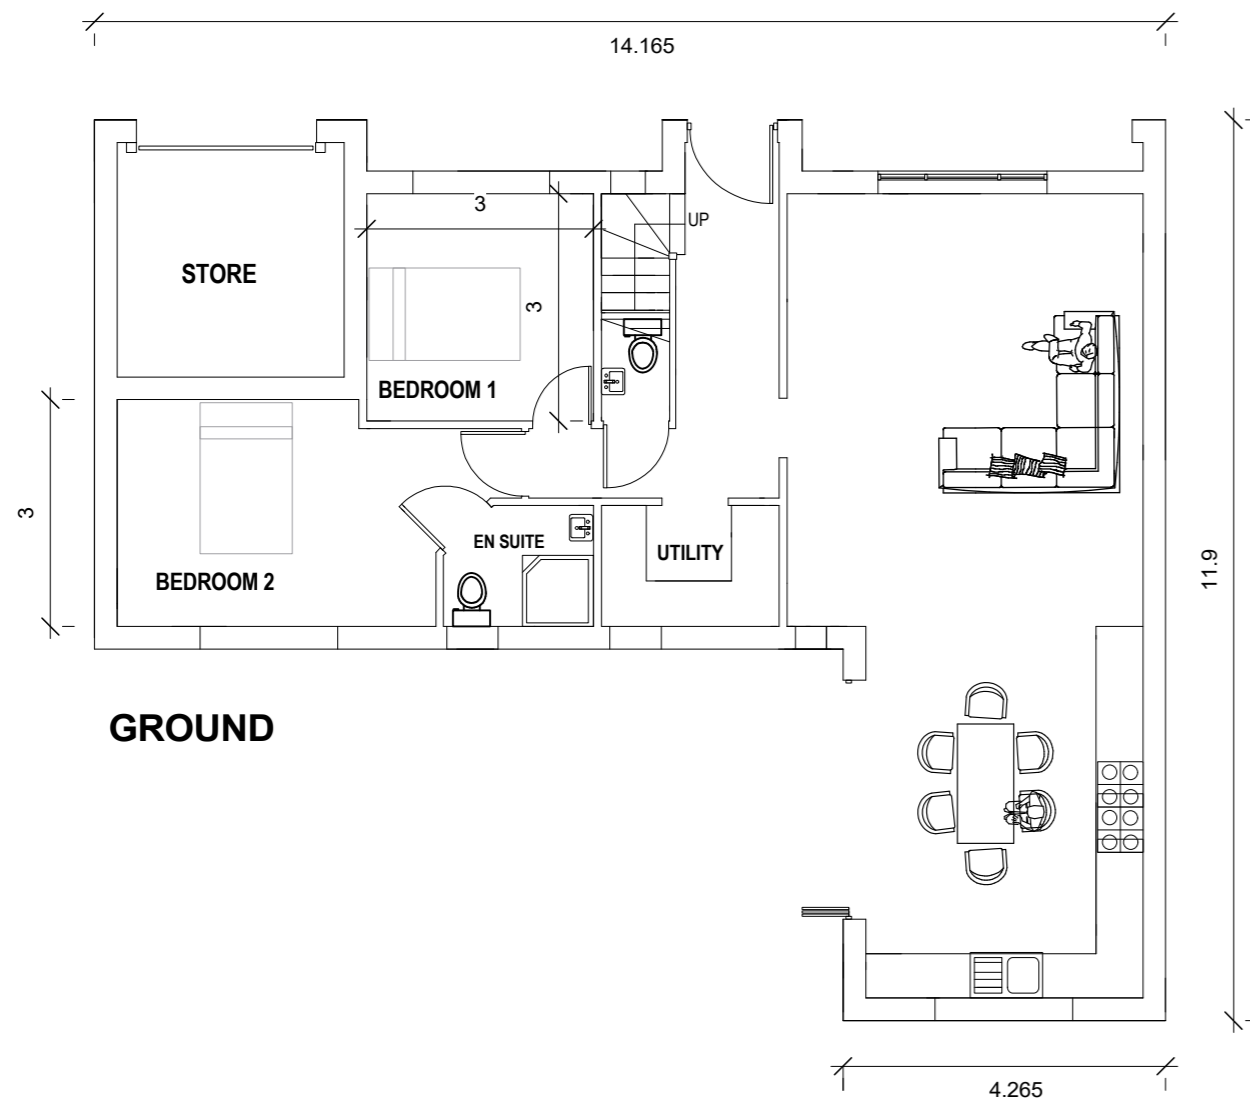 14.165
3
UP
STORE
3
BEDROOM 1
3
EN SUITE
UTILITY
BEDROOM 2
11.9
GROUND
4.265